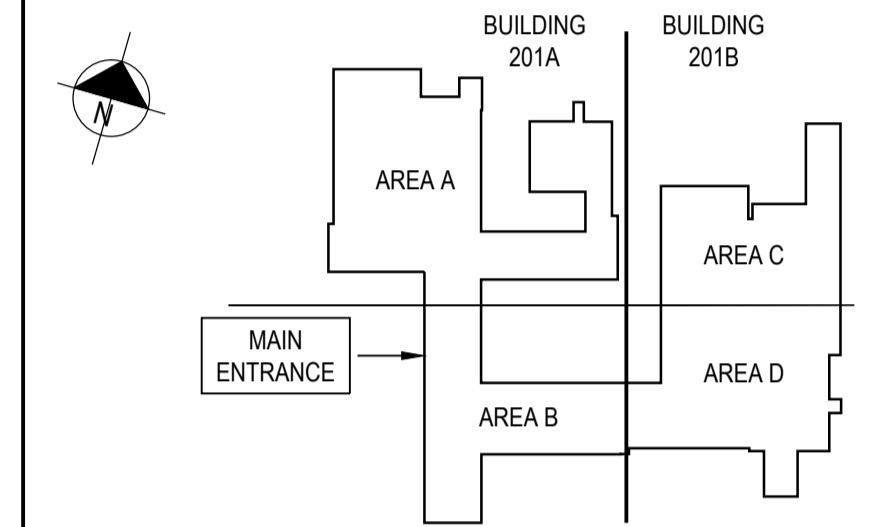 BUILDING
201A
BUILDING
201B
N
AREA A
AREA C
MAIN
ENTRANCE
AREA D
AREA B